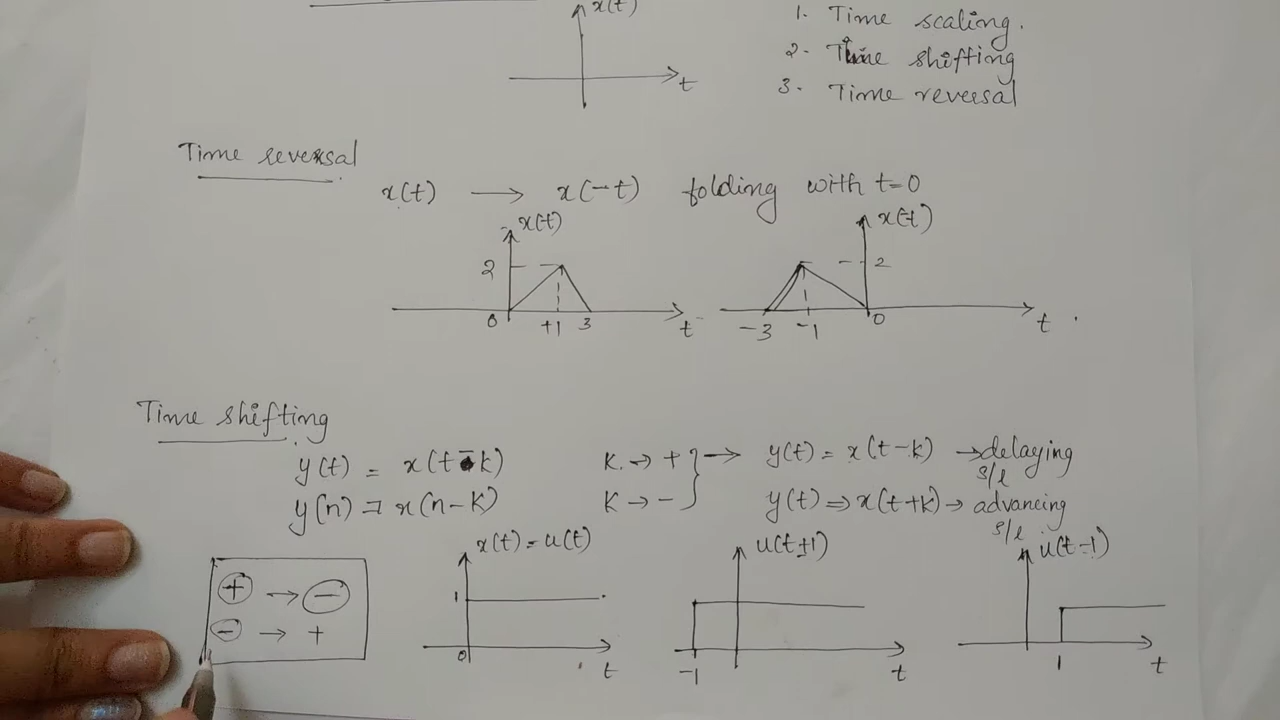 x(t)
t
1. Time scaling.
2. Time shifting
3. Time reversal
Time reversal
x(t) → x(-t) folding with t=0
x(t)
2
0 +1 3 t
x(-t)
2
-3 -1 0 t
Time shifting
y(t) = x(t-k) K → + } → y(t) = x(t-k) → delaying
s/l
y(n) = x(n-k) K → - y(t) ⇒ x(t+k) → advancing
s/l
+ → -
- → +
x(t) = u(t)
1
0 t
u(t+1)
-1 t
u(t-1)
1 t